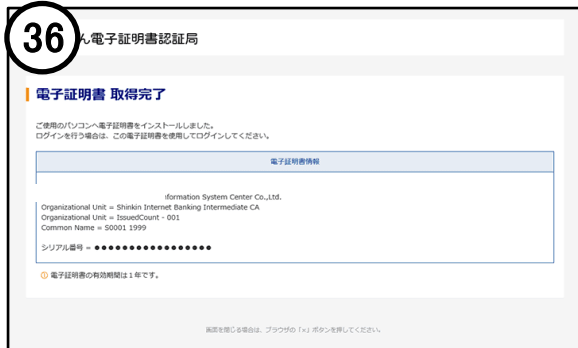 36
ん電子証明書認証局
電子証明書 取得完了
ご使用のパソコンへ電子証明書をインストールしました。
ログインを行う場合は、この電子証明書を使用してログインしてください。
電子証明書情報
nformation System Center Co.,Ltd.
Organizational Unit = Shinkin Internet Banking Intermediate CA
Organizational Unit = IssuedCount - 001
Common Name = S0001 1999
シリアル番号 = ●●●●●●●●●●●●●●●●●
① 電子証明書の有効期間は１年です。
画面を閉じる場合は、ブラウザの「×」ボタンを押してください。